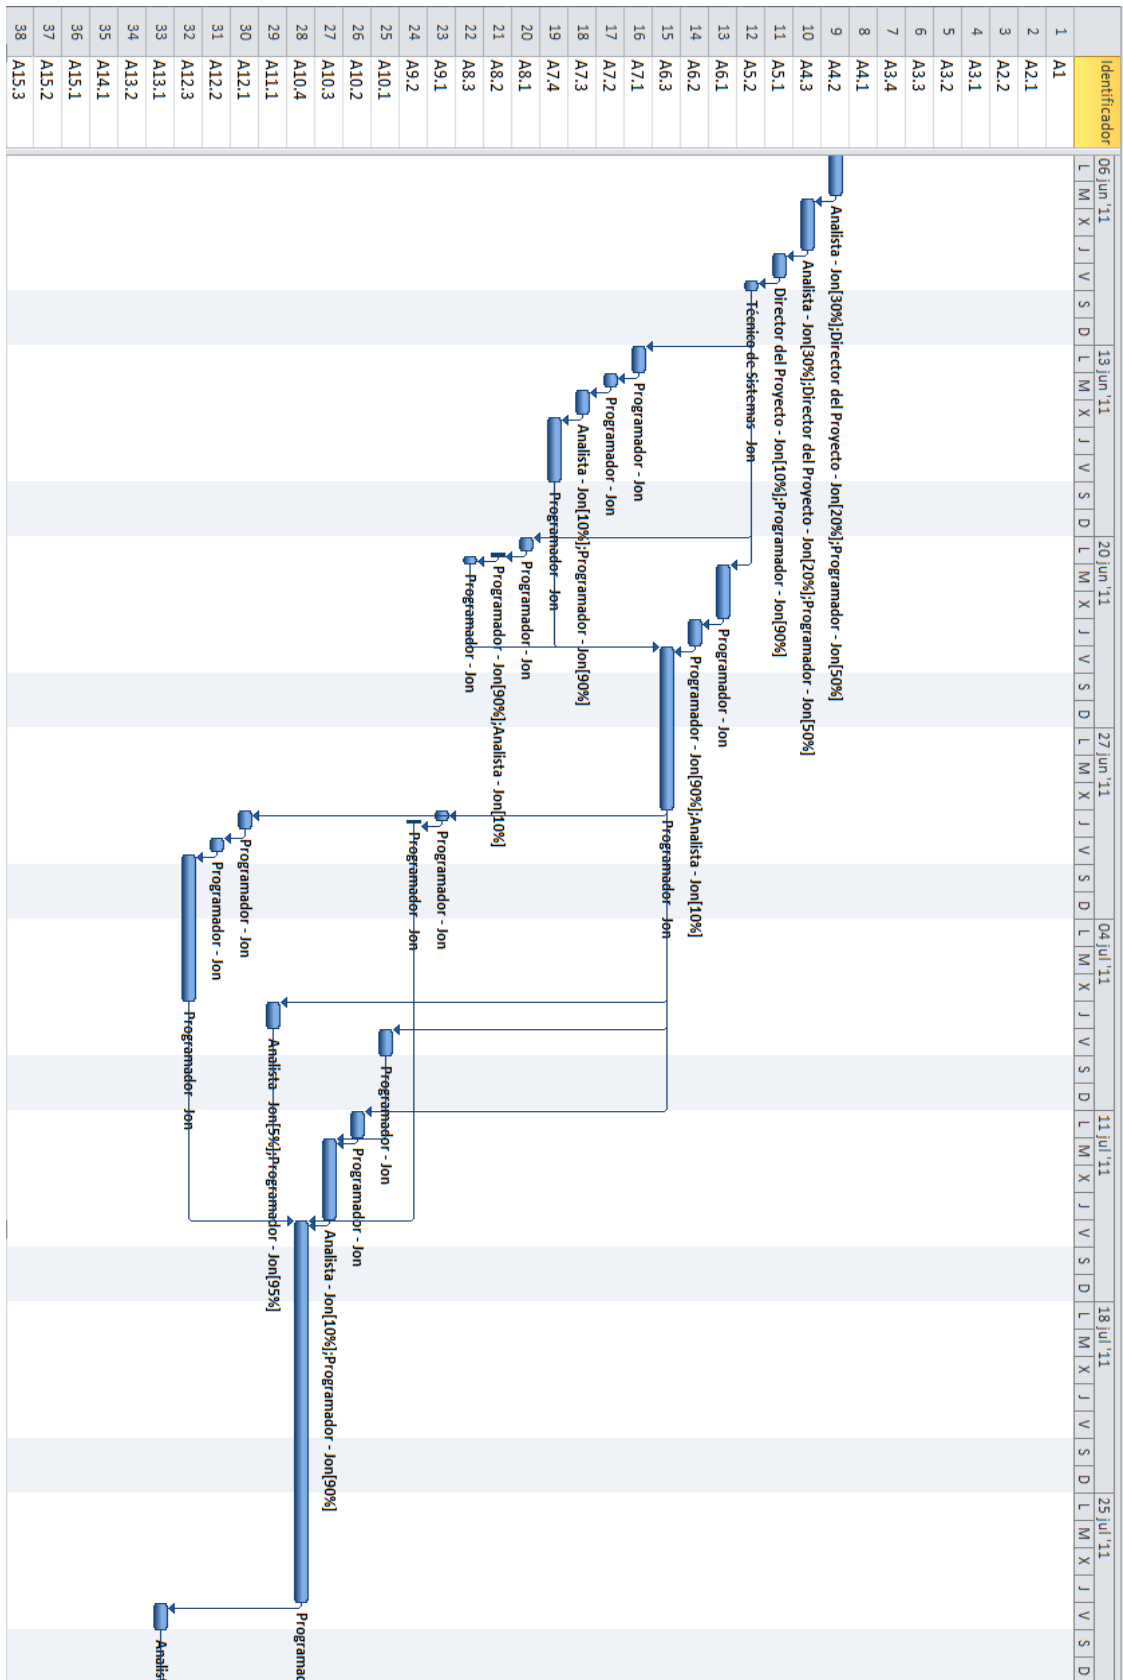 Identificador
06 jun '11 13 jun '11 20 jun '11 27 jun '11 04 jul '11 11 jul '11 18 jul '11 25 jul '11
L M X J V S D L M X J V S D L M X J V S D L M X J V S D L M X J V S D L M X J V S D L M X J V S D L M X J V S D
1 A1
2 A2.1
3 A2.2
4 A3.1
5 A3.2
6 A3.3
7 A3.4
8 A4.1
9 A4.2 Analista - Jon[30%];Director del Proyecto - Jon[20%];Programador - Jon[50%]
10 A4.3 Analista - Jon[30%];Director del Proyecto - Jon[20%];Programador - Jon[50%]
11 A5.1 Director del Proyecto - Jon[10%];Programador - Jon[90%]
12 A5.2 Técnico de Sistemas - Jon
13 A6.1 Programador - Jon
14 A6.2 Programador - Jon[90%];Analista - Jon[10%]
15 A6.3 Programador - Jon
16 A7.1 Programador - Jon
17 A7.2 Programador - Jon
18 A7.3 Analista - Jon[10%];Programador - Jon[90%]
19 A7.4 Programador - Jon
20 A8.1 Programador - Jon
21 A8.2 Programador - Jon[90%];Analista - Jon[10%]
22 A8.3 Programador - Jon
23 A9.1 Programador - Jon
24 A9.2 Programador - Jon
25 A10.1 Programador - Jon
26 A10.2 Programador - Jon
27 A10.3 Analista - Jon[10%];Programador - Jon[90%]
28 A10.4 Programac
29 A11.1 Analista - Jon[5%];Programador - Jon[95%]
30 A12.1 Programador - Jon
31 A12.2 Programador - Jon
32 A12.3 Programador - Jon
33 A13.1 Analis
34 A13.2
35 A14.1
36 A15.1
37 A15.2
38 A15.3